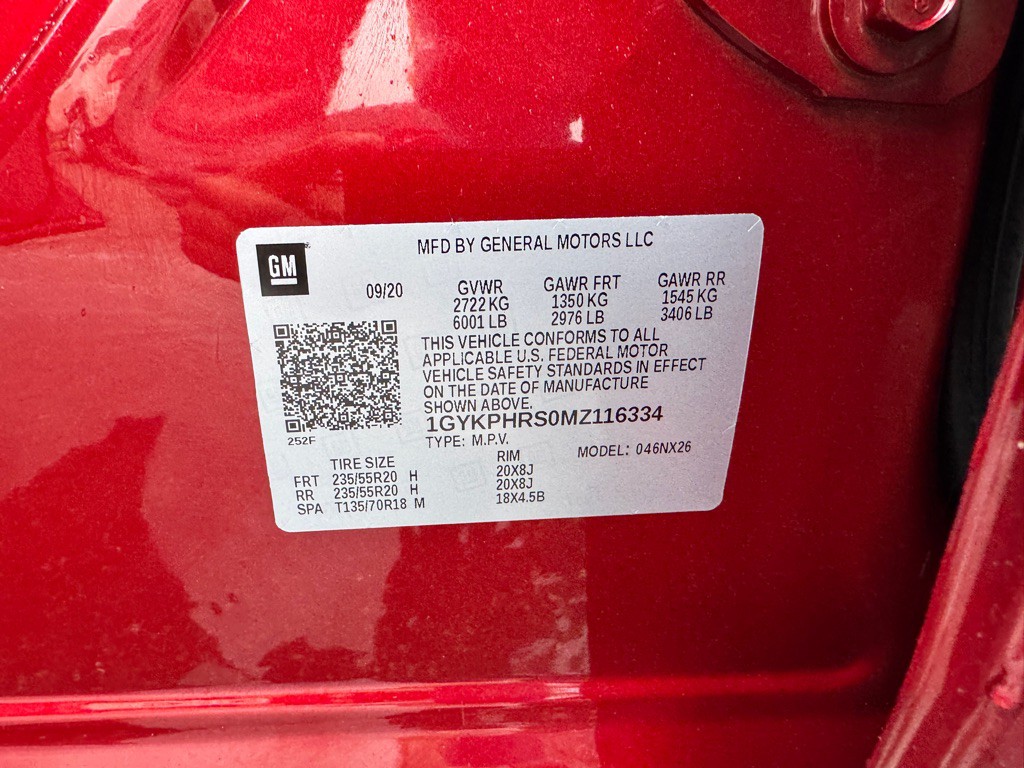 GM
MFD BY GENERAL MOTORS LLC
09/20
GVWR GAWR FRT GAWR RR
2722 KG 1350 KG 1545 KG
6001 LB 2976 LB 3406 LB
THIS VEHICLE CONFORMS TO ALL
APPLICABLE U.S. FEDERAL MOTOR
VEHICLE SAFETY STANDARDS IN EFFECT
ON THE DATE OF MANUFACTURE
SHOWN ABOVE.
1GYKPHRS0MZ116334
252F
TYPE: M.P.V. MODEL: 046NX26
TIRE SIZE RIM
FRT 235/55R20 H 20X8J
RR 235/55R20 H 20X8J
SPA T135/70R18 M 18X4.5B